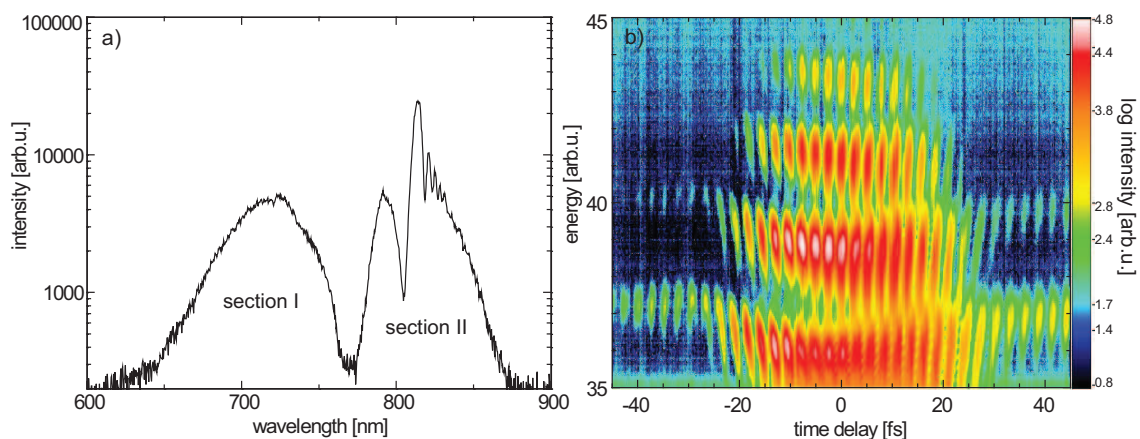 100000
a)
10000
1000
intensity [arb.u.]
section I
section II
600
700
800
900
wavelength [nm]
b)
45
40
35
energy [arb.u.]
-40
-20
0
20
40
time delay [fs]
4.8
4.4
3.8
2.8
2.4
1.7
1.4
0.8
log intensity [arb.u.]